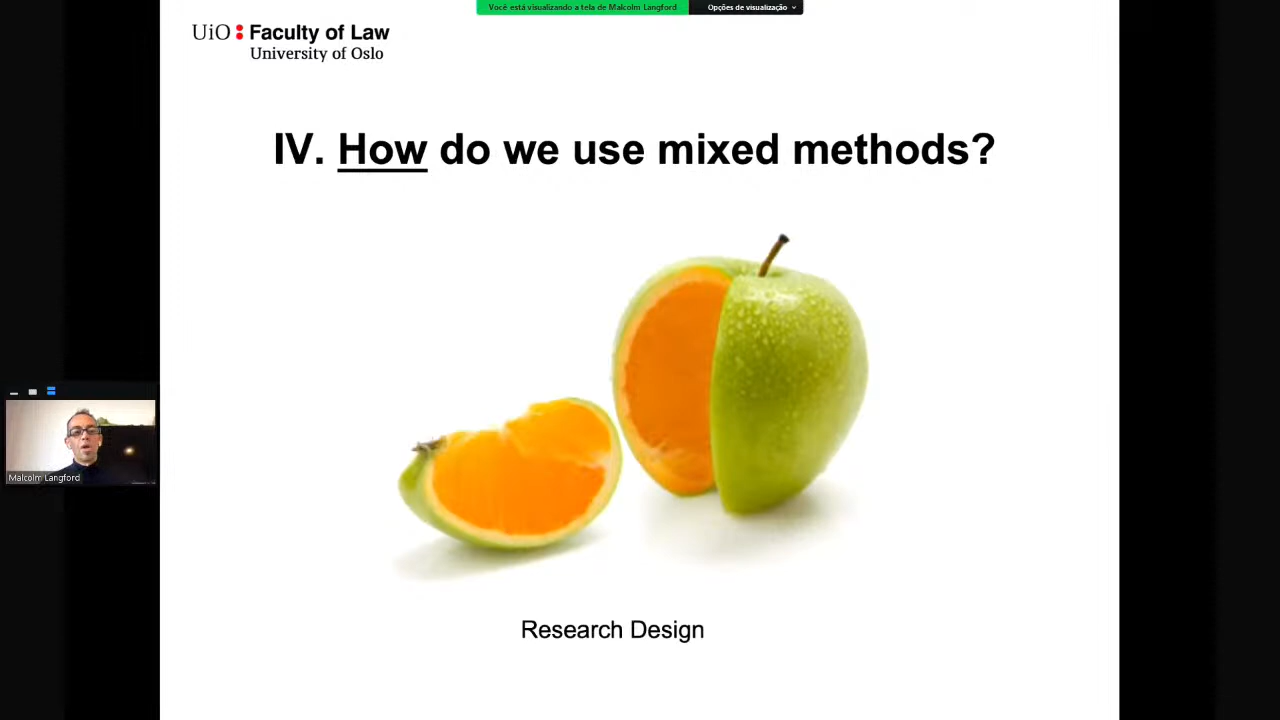 Você está visualizando a tela de Malcolm Langford
Opções de visualização
UiO : Faculty of Law
University of Oslo
IV. How do we use mixed methods?
Malcolm Langford
Research Design